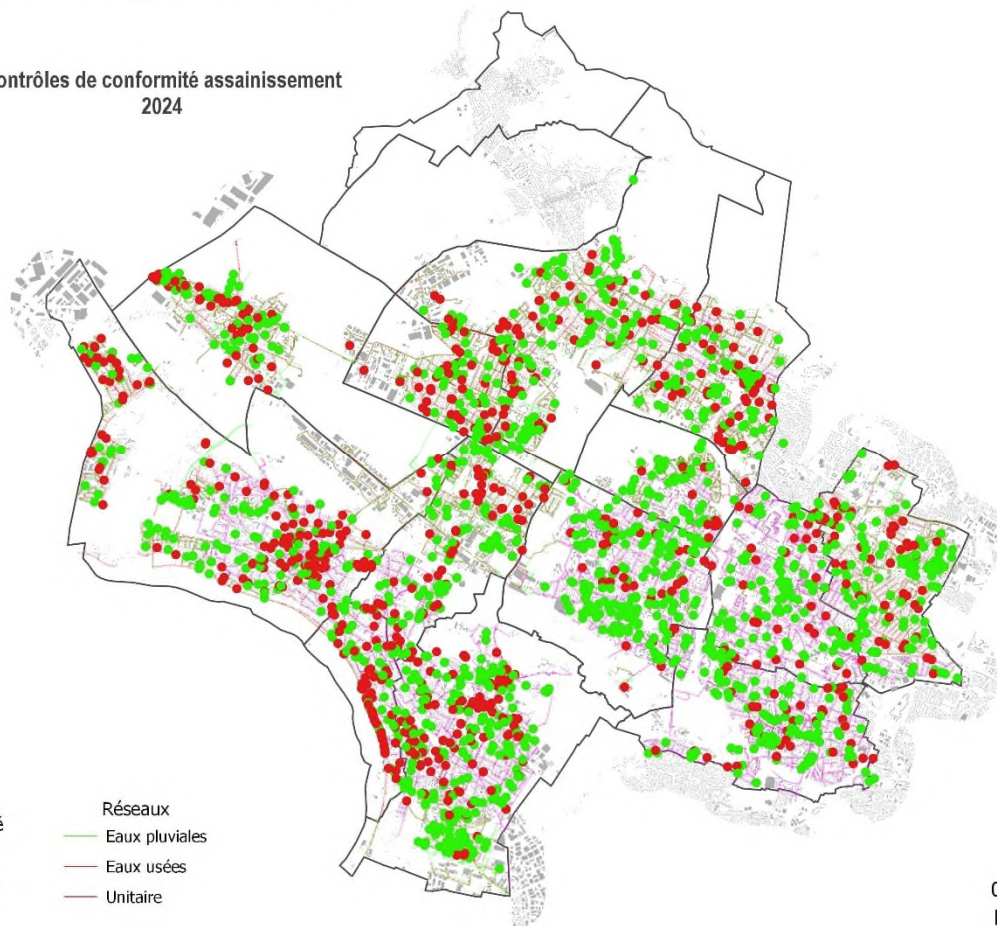 ontrôles de conformité assainissement
2024
é
Réseaux
Eaux pluviales
Eaux usées
Unitaire